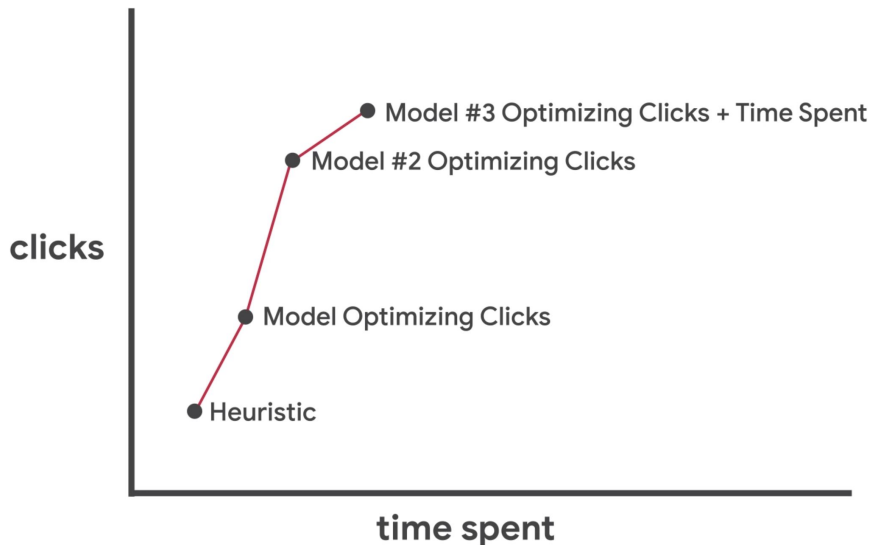 Model #3 Optimizing Clicks + Time Spent
Model #2 Optimizing Clicks
clicks
Model Optimizing Clicks
Heuristic
time spent